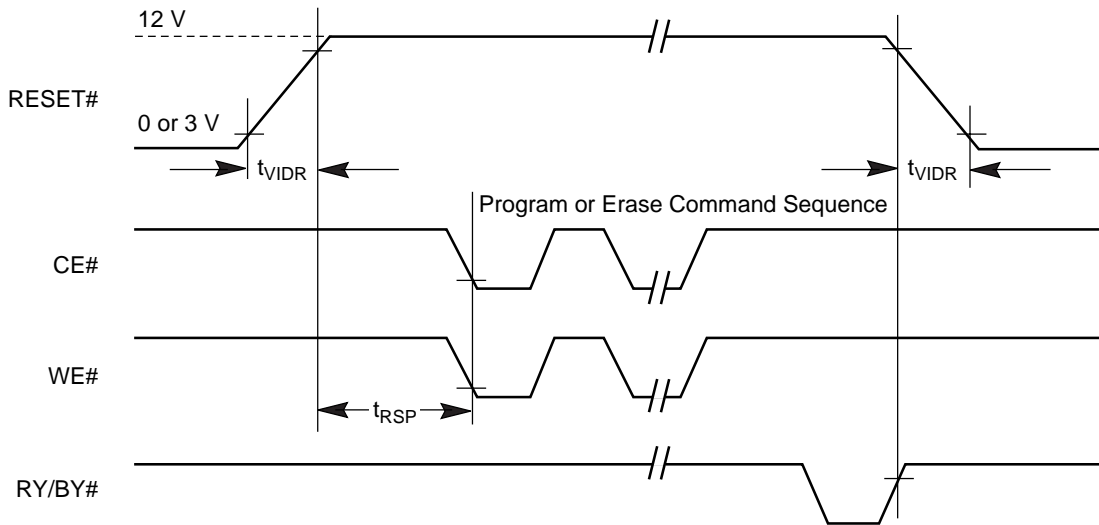 12 V
RESET#
0 or 3 V
tVIDR
tVIDR
Program or Erase Command Sequence
CE#
WE#
tRSP
RY/BY#